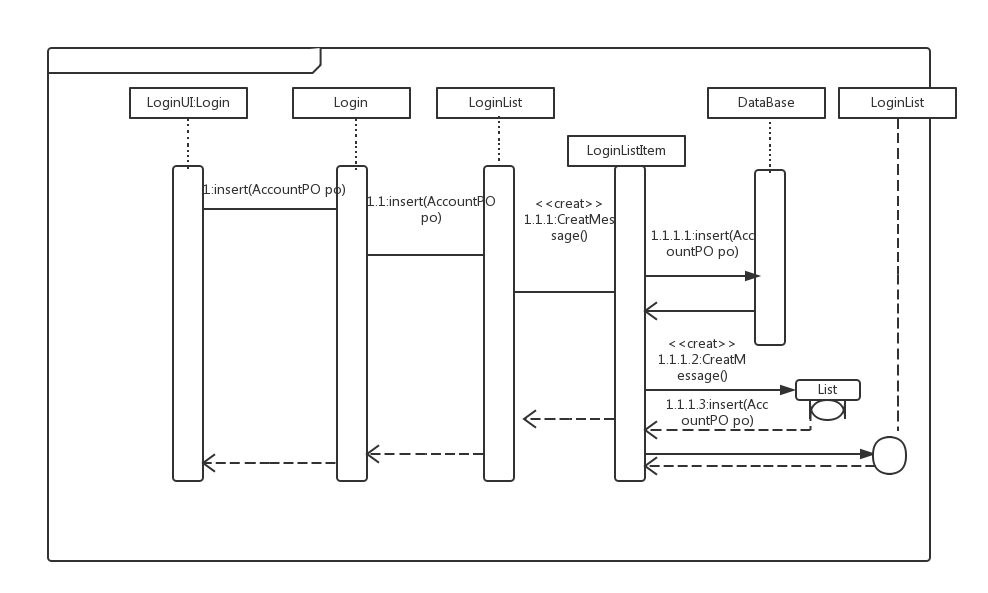 LoginUI:Login
Login
LoginList
DataBase
LoginList
LoginListItem
1:insert(AccountPO po)
1.1:insert(AccountPO
po)
<<creat>>
1.1.1:CreatMes
sage()
1.1.1.1:insert(Acc
ountPO po)
<<creat>>
1.1.1.2:CreatM
essage()
List
1.1.1.3:insert(Acc
ountPO po)